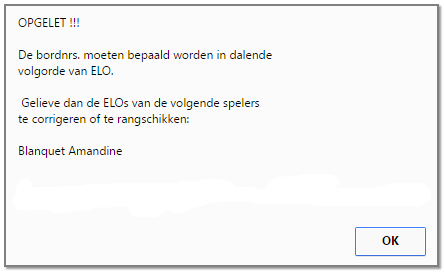 OPGELET !!!
De bordnrs. moeten bepaald worden in dalende
volgorde van ELO.
Gelieve dan de ELOs van de volgende spelers
te corrigeren of te rangschikken:
Blanquet Amandine
OK